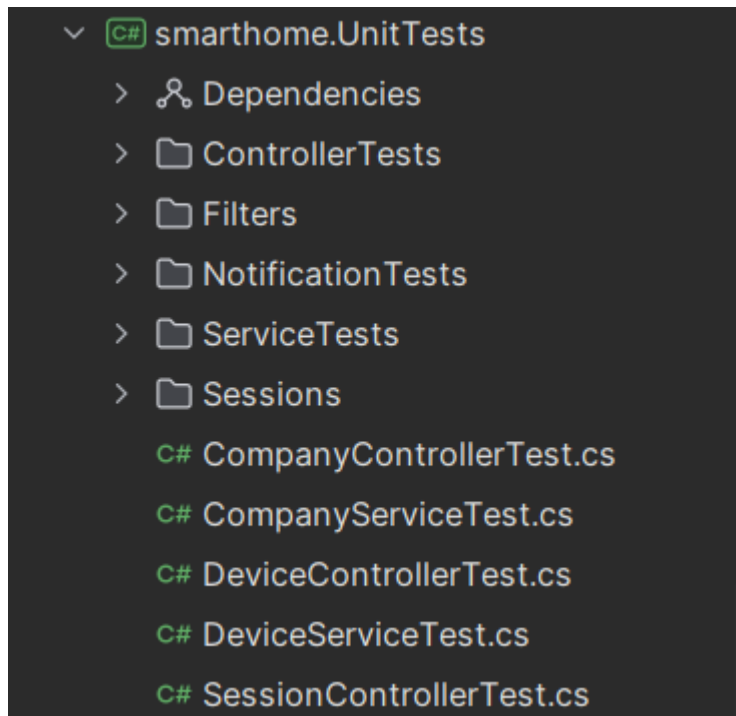 C# smarthome.UnitTests
Dependencies
ControllerTests
Filters
NotificationTests
ServiceTests
Sessions
C# CompanyControllerTest.cs
C# CompanyServiceTest.cs
C# DeviceControllerTest.cs
C# DeviceServiceTest.cs
C# SessionControllerTest.cs